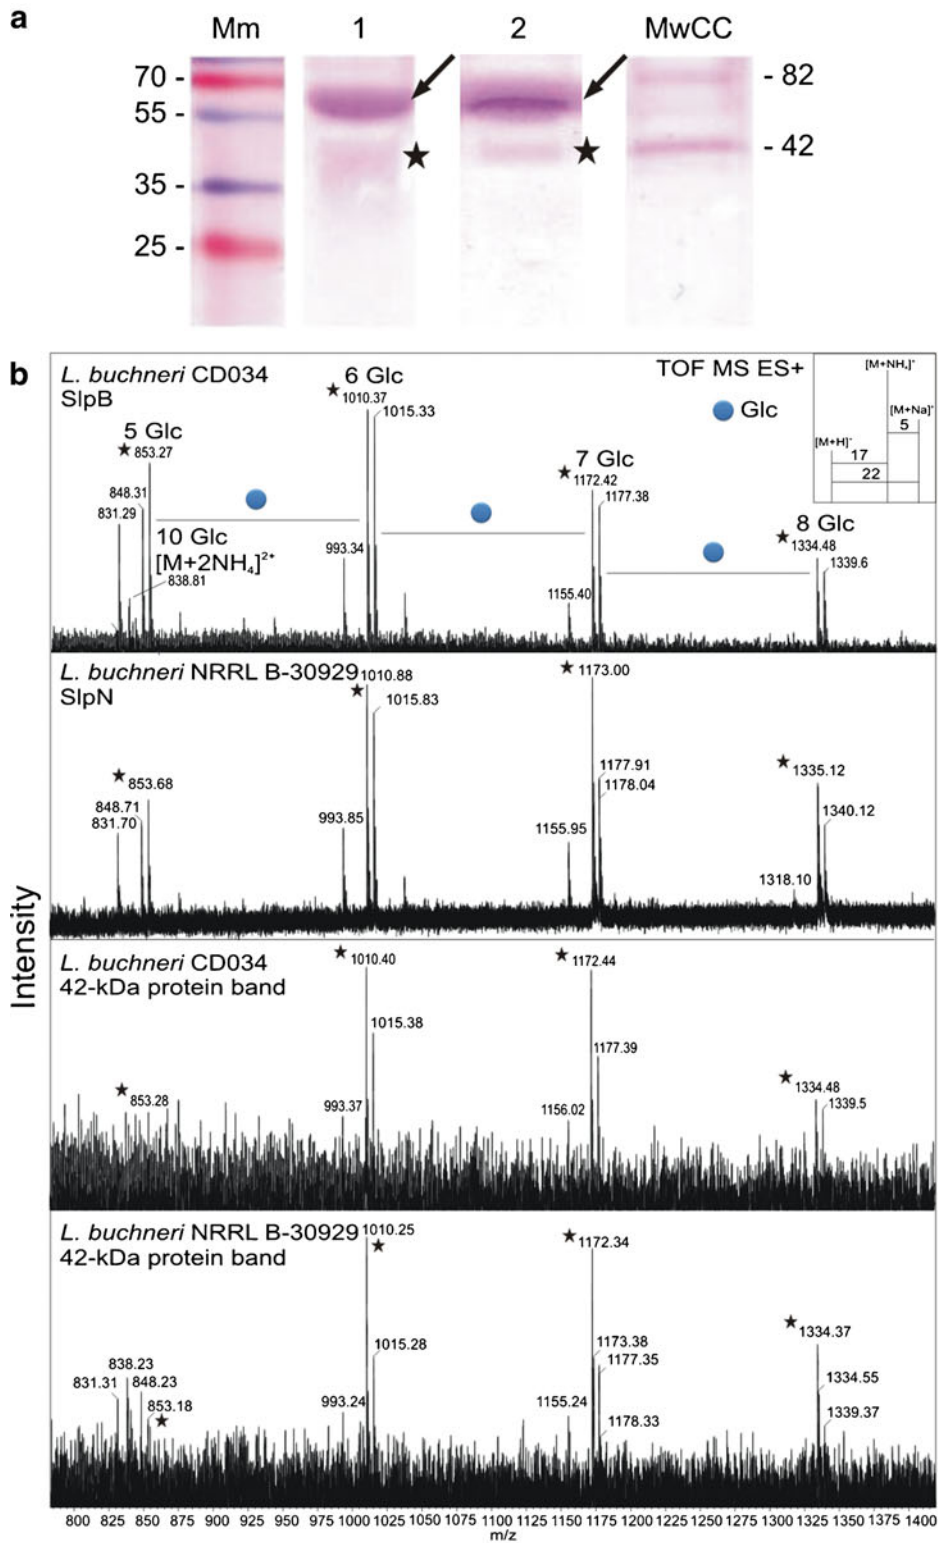 a
Mm 1 2 MwCC
70 -
55 -
35 -
25 -
- 82
- 42
b
L. buchneri CD034
SlpB
TOF MS ES+
Glc
[M+NH₄]⁺
[M+Na]⁺
5
[M+H]⁺
17
22
5 Glc
★ 853.27
848.31
831.29
10 Glc
[M+2NH₄]²⁺
838.81
6 Glc
★ 1010.37
1015.33
993.34
7 Glc
★ 1172.42
1177.38
1155.40
8 Glc
★ 1334.48
1339.6
L. buchneri NRRL B-30929
SlpN
★ 853.68
848.71
831.70
★ 1010.88
1015.83
993.85
★ 1173.00
1177.91
1178.04
1155.95
★ 1335.12
1340.12
1318.10
L. buchneri CD034
42-kDa protein band
★ 853.28
★ 1010.40
1015.38
993.37
★ 1172.44
1177.39
1156.02
★ 1334.48
1339.5
L. buchneri NRRL B-30929
42-kDa protein band
838.23
831.31
848.23
853.18 ★
1010.25
★
1015.28
993.24
★ 1172.34
1173.38
1177.35
1155.24
1178.33
★ 1334.37
1334.55
1339.37
Intensity
800 825 850 875 900 925 950 975 1000 1025 1050 1075 1100 1125 1150 1175 1200 1225 1250 1275 1300 1325 1350 1375 1400
m/z